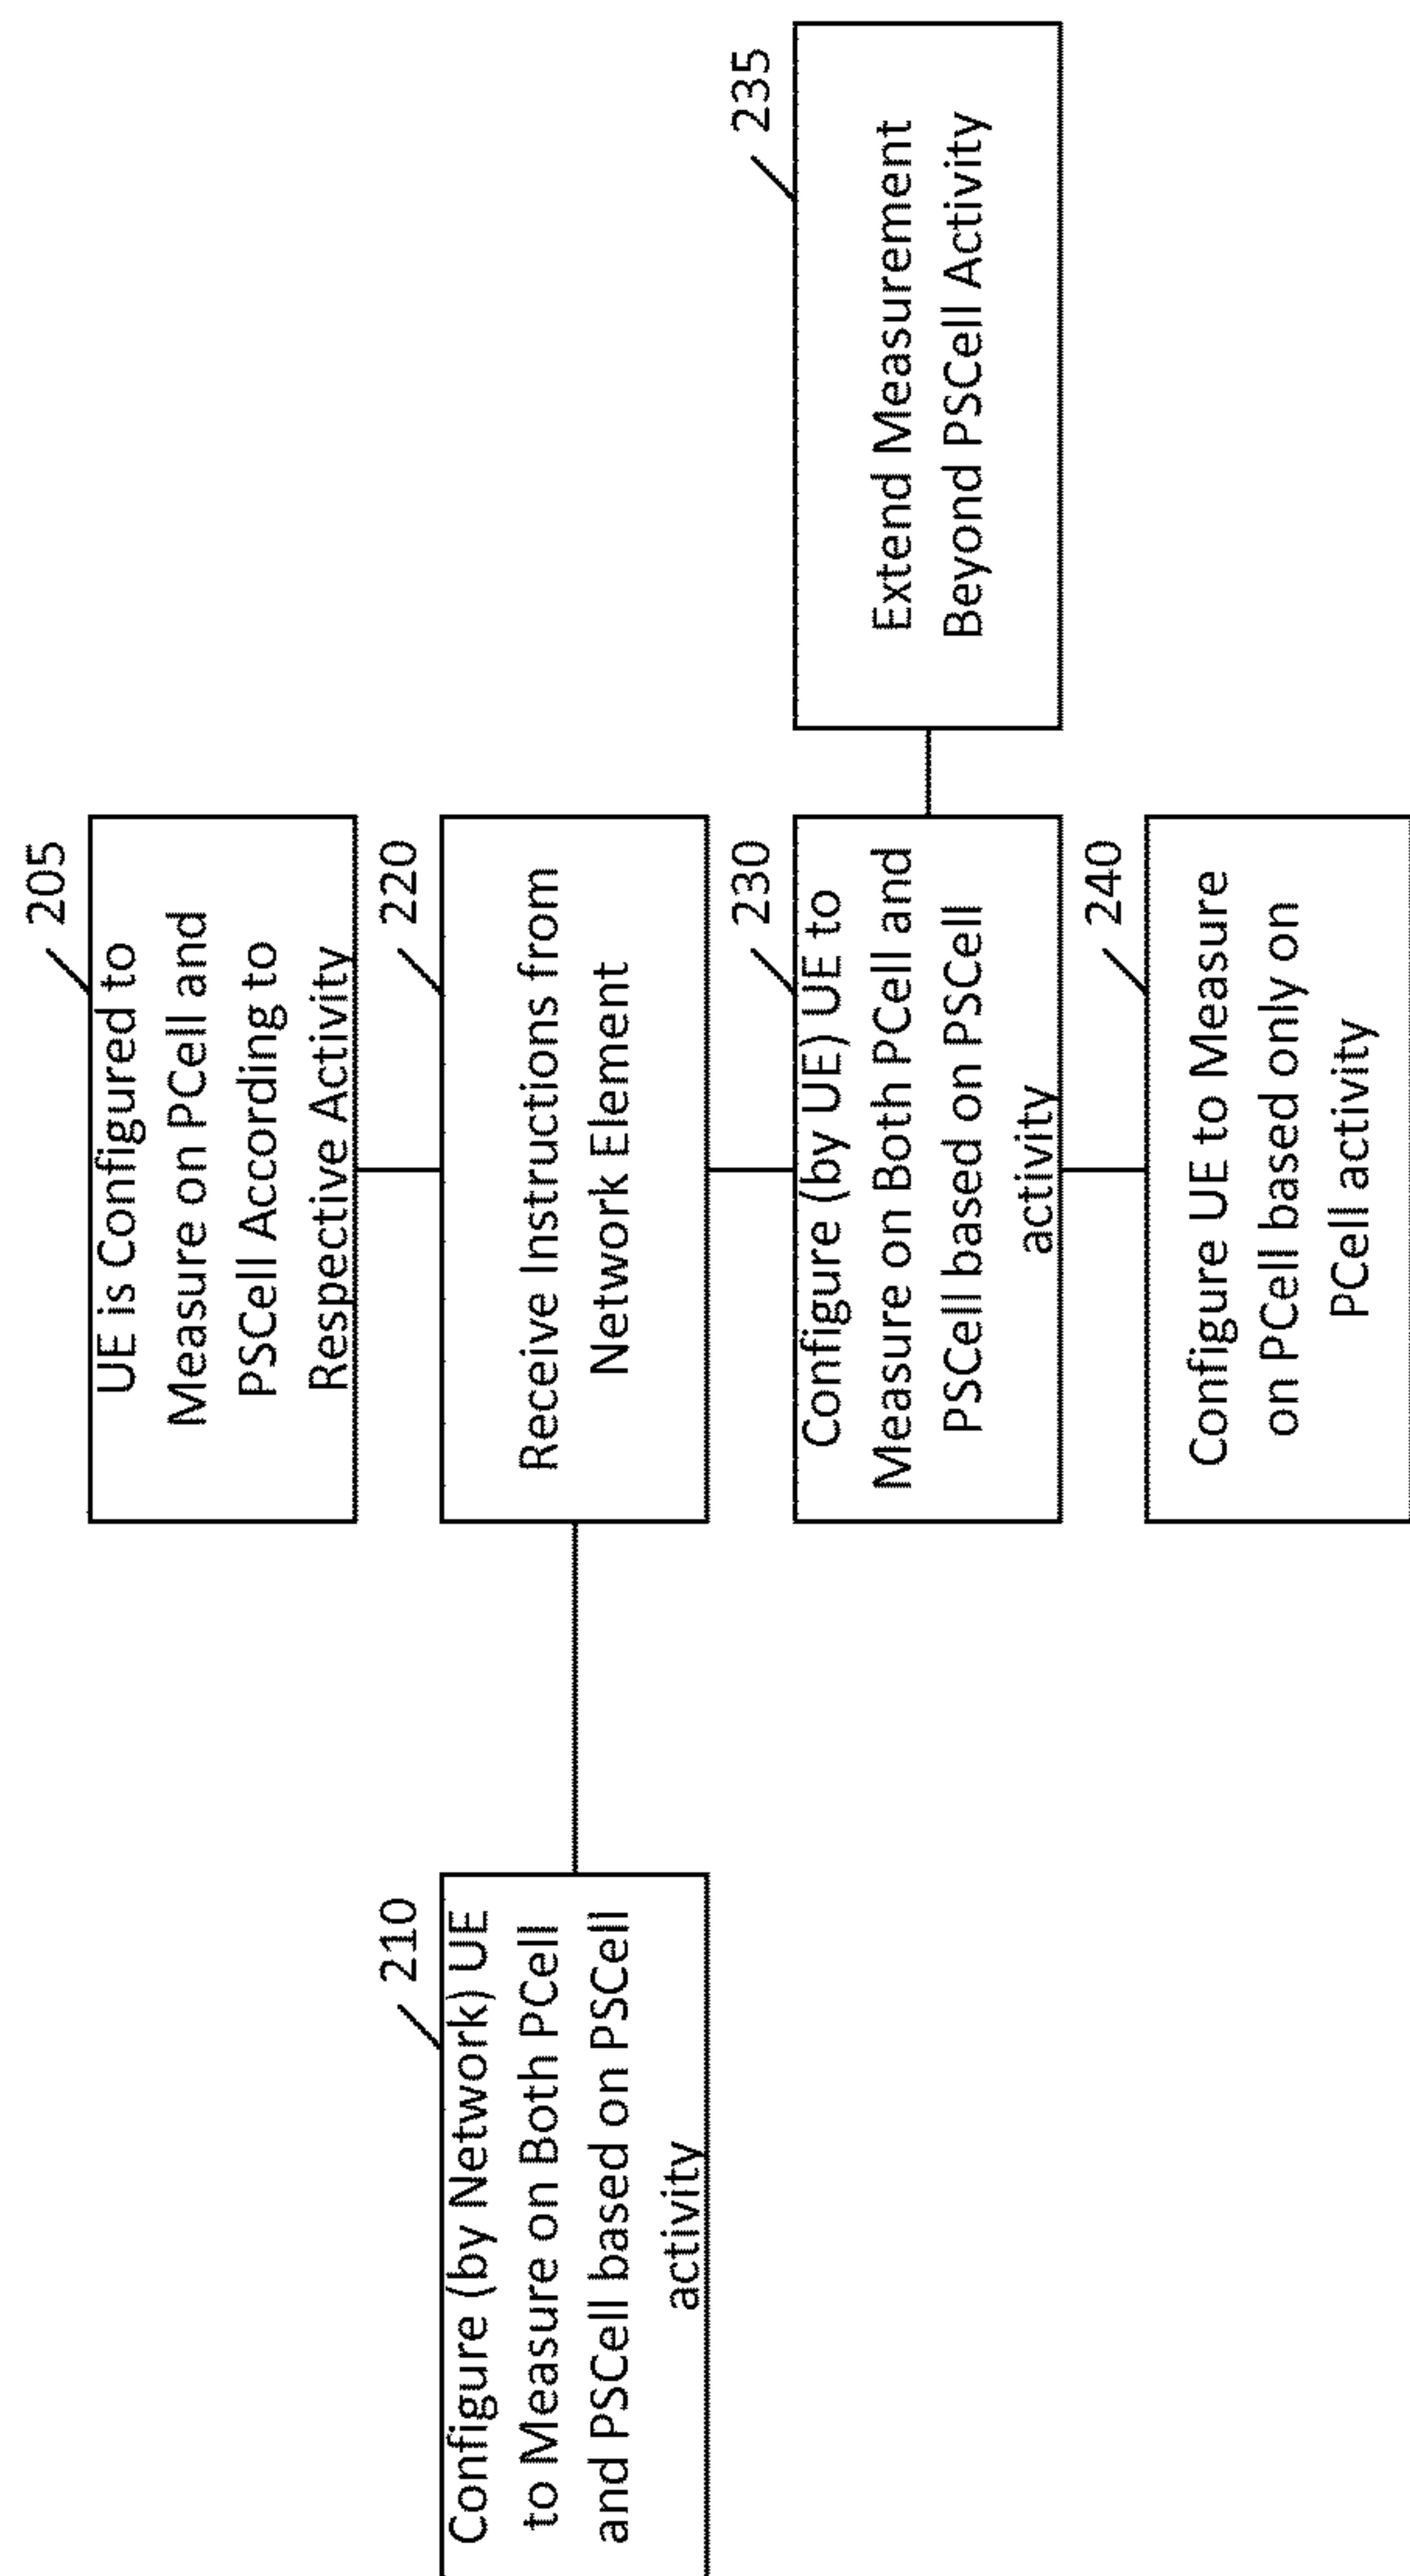 205
UE is Configured to
Measure on PCell and
PSCell According to
Respective Activity
210
Configure (by Network) UE
to Measure on Both PCell
and PSCell based on PSCell
activity
220
Receive Instructions from
Network Element
230
Configure (by UE) UE to
Measure on Both PCell and
PSCell based on PSCell
activity
235
Extend Measurement
Beyond PSCell Activity
240
Configure UE to Measure
on PCell based only on
PCell activity